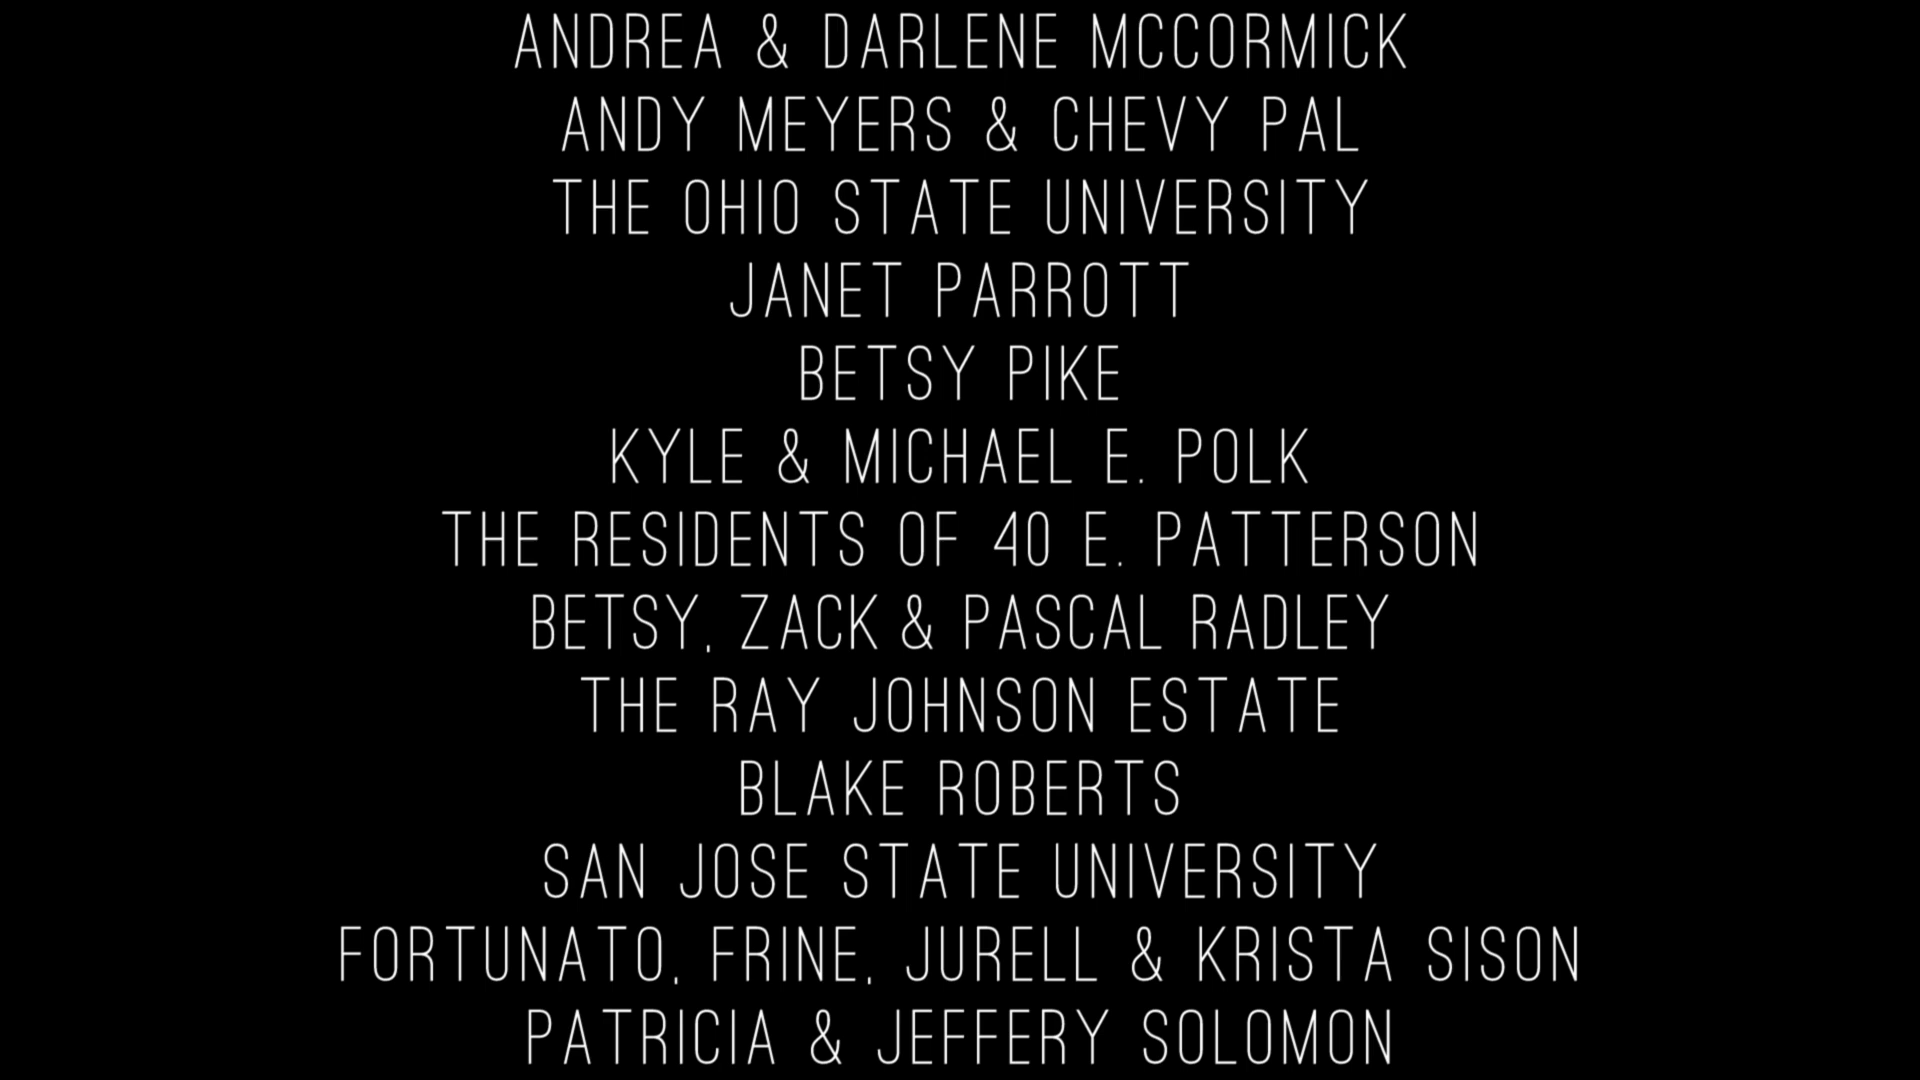 ANDREA & DARLENE MCCORMICK
ANDY MEYERS & CHEVY PAL
THE OHIO STATE UNIVERSITY
JANET PARROTT
BETSY PIKE
KYLE & MICHAEL E. POLK
THE RESIDENTS OF 40 E. PATTERSON
BETSY, ZACK & PASCAL RADLEY
THE RAY JOHNSON ESTATE
BLAKE ROBERTS
SAN JOSE STATE UNIVERSITY
FORTUNATO, FRINE, JURELL & KRISTA SISON
PATRICIA & JEFFERY SOLOMON